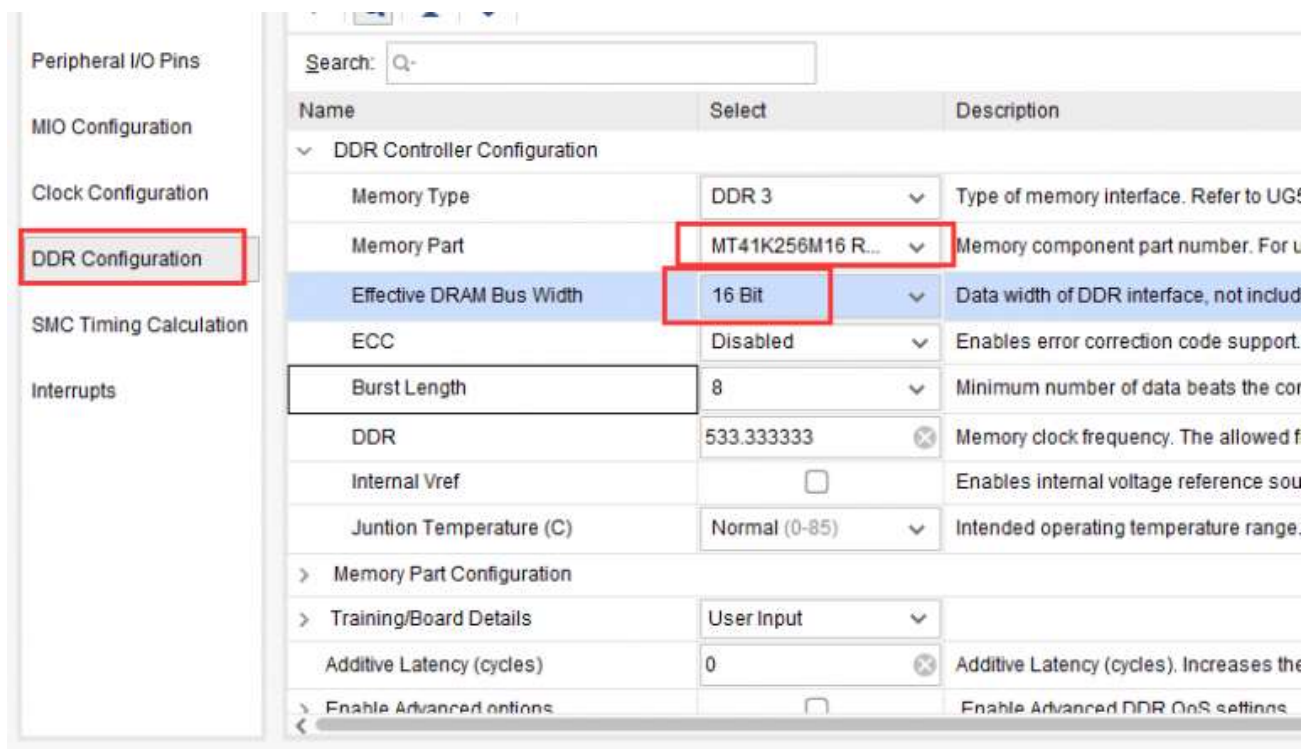 Peripheral I/O Pins
MIO Configuration
Clock Configuration
DDR Configuration
SMC Timing Calculation
Interrupts
Search:
Name Select Description
DDR Controller Configuration
Memory Type DDR 3 Type of memory interface. Refer to UG5
Memory Part MT41K256M16 R... Memory component part number. For u
Effective DRAM Bus Width 16 Bit Data width of DDR interface, not includ
ECC Disabled Enables error correction code support.
Burst Length 8 Minimum number of data beats the cor
DDR 533.333333 Memory clock frequency. The allowed f
Internal Vref Enables internal voltage reference sou
Juntion Temperature (C) Normal (0-85) Intended operating temperature range.
Memory Part Configuration
Training/Board Details User Input
Additive Latency (cycles) 0 Additive Latency (cycles). Increases the
Enable Advanced options Enable Advanced DDR QoS settings